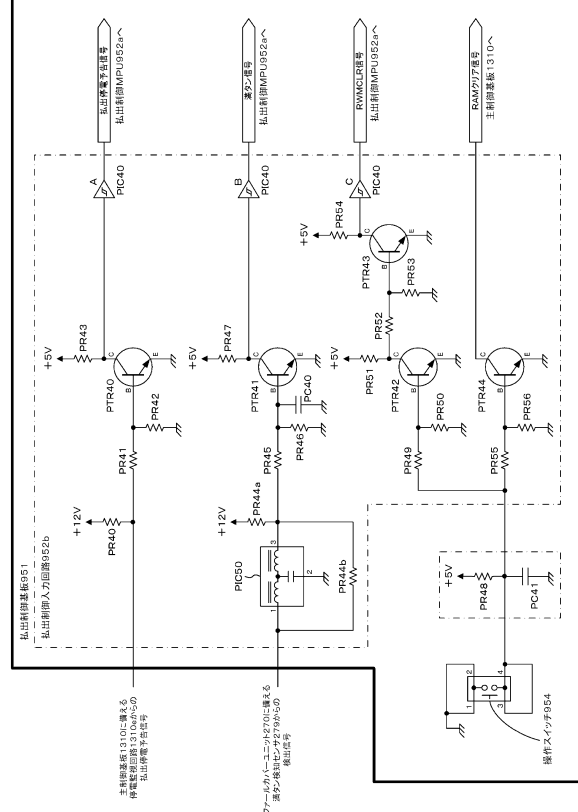 払出制御基板951
払出制御入力回路952b
主制御基板1310に備える
停電監視回路1310eからの
払出停電予告信号
+12V
PR40
PR41
PR42
B
PTR40
C
E
+5V
PR43
A
PIC40
払出停電予告信号
払出制御MPU952aへ
ファールカバーユニット270に備える
満タン検知センサ279からの
検出信号
PIC50
1
2
3
+12V
PR44a
PR44b
PR45
PR46
PC40
B
PTR41
C
E
+5V
PR47
B
PIC40
満タン信号
払出制御MPU952aへ
+5V
PR51
PR49
PR50
B
PTR42
C
E
PR52
PR53
B
PTR43
C
E
+5V
PR54
C
PIC40
RWMCLR信号
払出制御MPU952aへ
操作スイッチ954
1
2
3
4
+5V
PR48
PC41
PR55
PR56
B
PTR44
C
E
RAMクリア信号
主制御基板1310へ